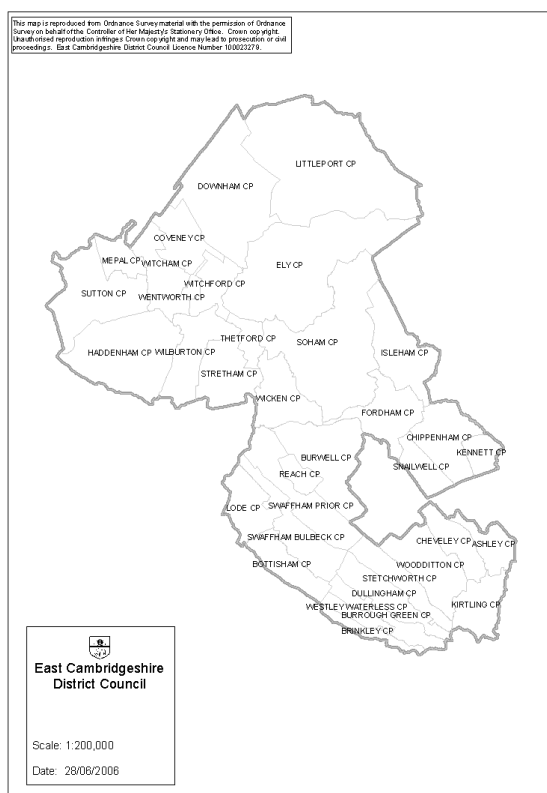 This map is reproduced from Ordnance Survey material with the permission of Ordnance
Survey on behalf of the Controller of Her Majesty's Stationery Office. Crown copyright.
Unauthorised reproduction infringes Crown copyright and may lead to prosecution or civil
proceedings. East Cambridgeshire District Council Licence Number 100023279.
LITTLEPORT CP
DOWNHAM CP
COVENEY CP
MEPAL CP
WITCHAM CP
ELY CP
WITCHFORD CP
SUTTON CP
WENTWORTH CP
THETFORD CP
SOHAM CP
HADDENHAM CP
WILBURTON CP
ISLEHAM CP
STRETHAM CP
WICKEN CP
FORDHAM CP
CHIPPENHAM CP
KENNETT CP
BURWELL CP
SNAILWELL CP
REACH CP
LODE CP
SWAFFHAM PRIOR CP
SWAFFHAM BULBECK CP
CHEVELEY CP
ASHLEY CP
BOTTISHAM CP
WOODDITTON CP
STETCHWORTH CP
DULLINGHAM CP
WESTLEY WATERLESS CP
KIRTLING CP
BURROUGH GREEN CP
BRINKLEY CP
East Cambridgeshire
District Council
Scale: 1:200,000
Date: 28/06/2006